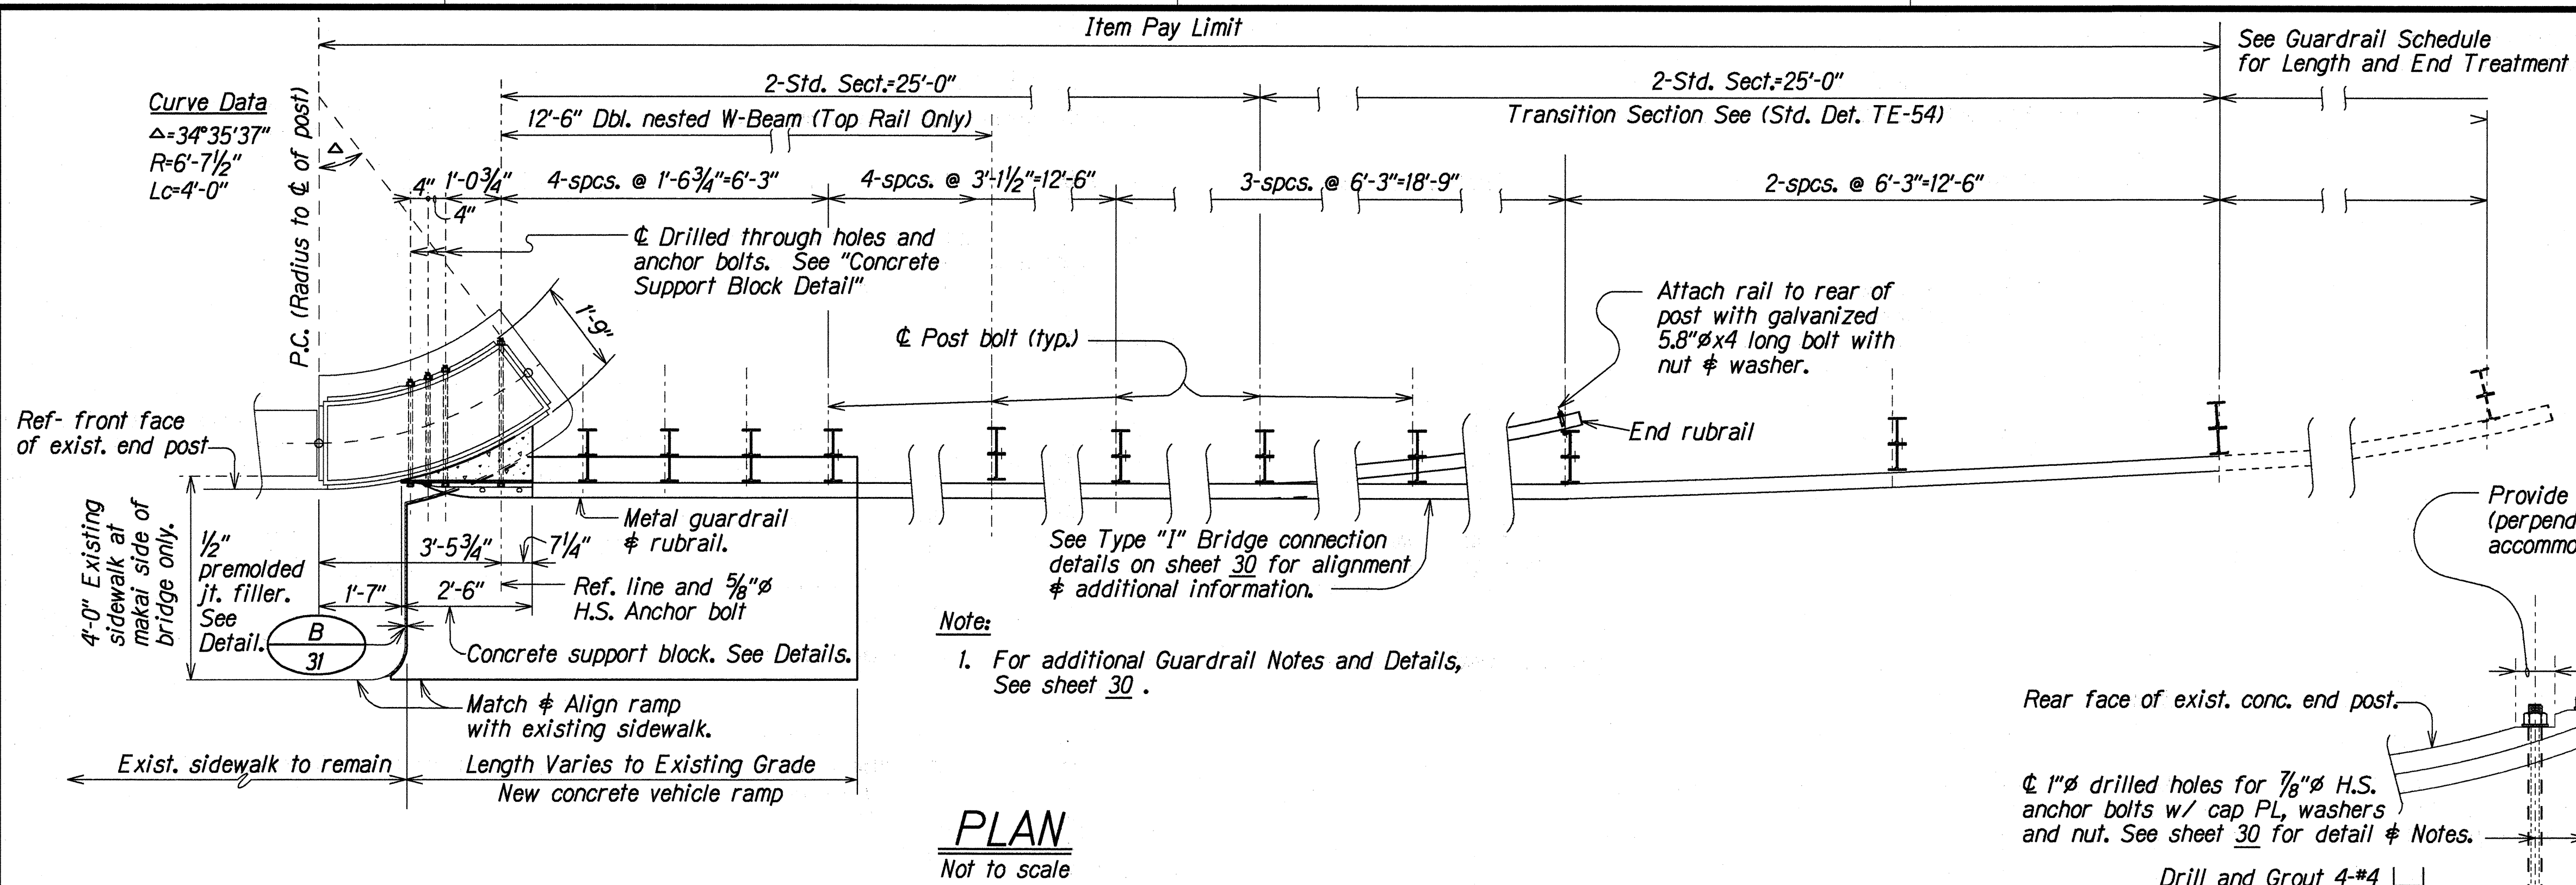 Item Pay Limit
See Guardrail Schedule
for Length and End Treatment
2-Std. Sect.=25'-0"
2-Std. Sect.=25'-0"
Curve Data
Δ=34°35'37"
R=6'-7½"
Lc=4'-0"
P.C. (Radius to ℄ of post)
Δ
12'-6" Dbl. nested W-Beam (Top Rail Only)
Transition Section See (Std. Det. TE-54)
4"
1'-0¾"
4"
4-spcs. @ 1'-6¾"=6'-3"
4-spcs. @ 3'-1½"=12'-6"
3-spcs. @ 6'-3"=18'-9"
2-spcs. @ 6'-3"=12'-6"
℄ Drilled through holes and
anchor bolts. See "Concrete
Support Block Detail"
1'-9"
℄ Post bolt (typ.)
Attach rail to rear of
post with galvanized
5.8"øx4 long bolt with
nut & washer.
Ref- front face
of exist. end post
End rubrail
4'-0" Existing
sidewalk at
makai side of
bridge only.
½"
premolded
jt. filler.
See
Detail.
B
31
3'-5¾"
7¼"
1'-7"
2'-6"
Metal guardrail
& rubrail.
Ref. line and ⅝"ø
H.S. Anchor bolt
Concrete support block. See Details.
See Type "I" Bridge connection
details on sheet 30 for alignment
& additional information.
Note:
1. For additional Guardrail Notes and Details,
See sheet 30 .
Match & Align ramp
with existing sidewalk.
Exist. sidewalk to remain
Length Varies to Existing Grade
New concrete vehicle ramp
PLAN
Not to scale
Provide
(perpend
accommo
Rear face of exist. conc. end post.
℄ 1"ø drilled holes for ⅞"ø H.S.
anchor bolts w/ cap PL, washers
and nut. See sheet 30 for detail & Notes.
Drill and Grout 4-#4